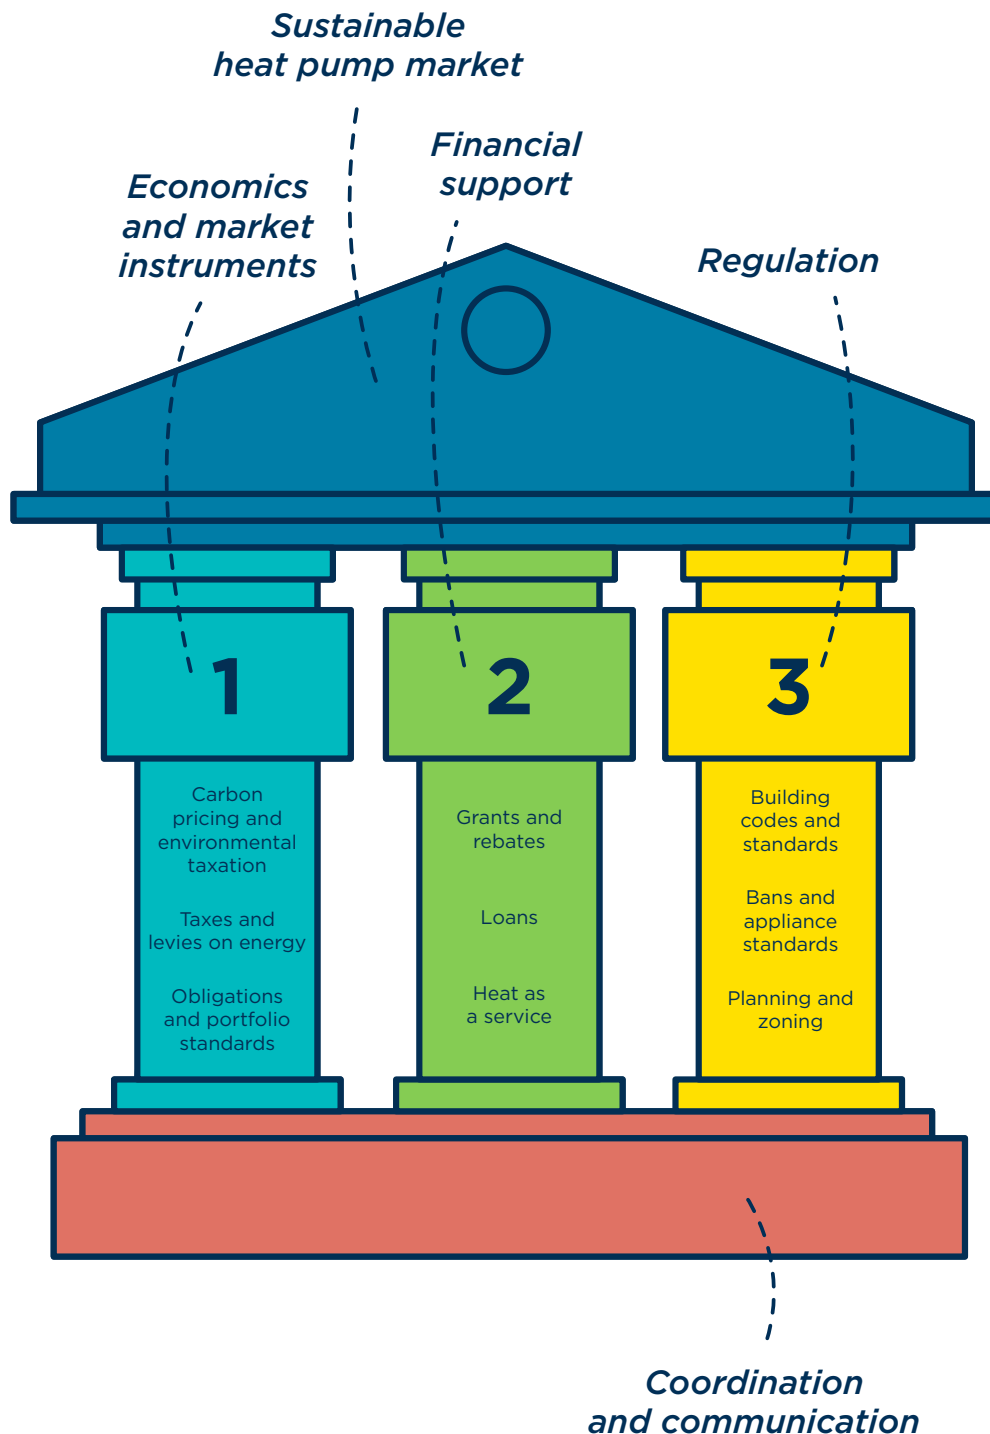 Sustainable
heat pump market
Financial
support
Economics
and market
instruments
Regulation
1
2
3
Carbon
pricing and
environmental
taxation
Taxes and
levies on energy
Obligations
and portfolio
standards
Grants and
rebates
Loans
Heat as
a service
Building
codes and
standards
Bans and
appliance
standards
Planning and
zoning
Coordination
and communication